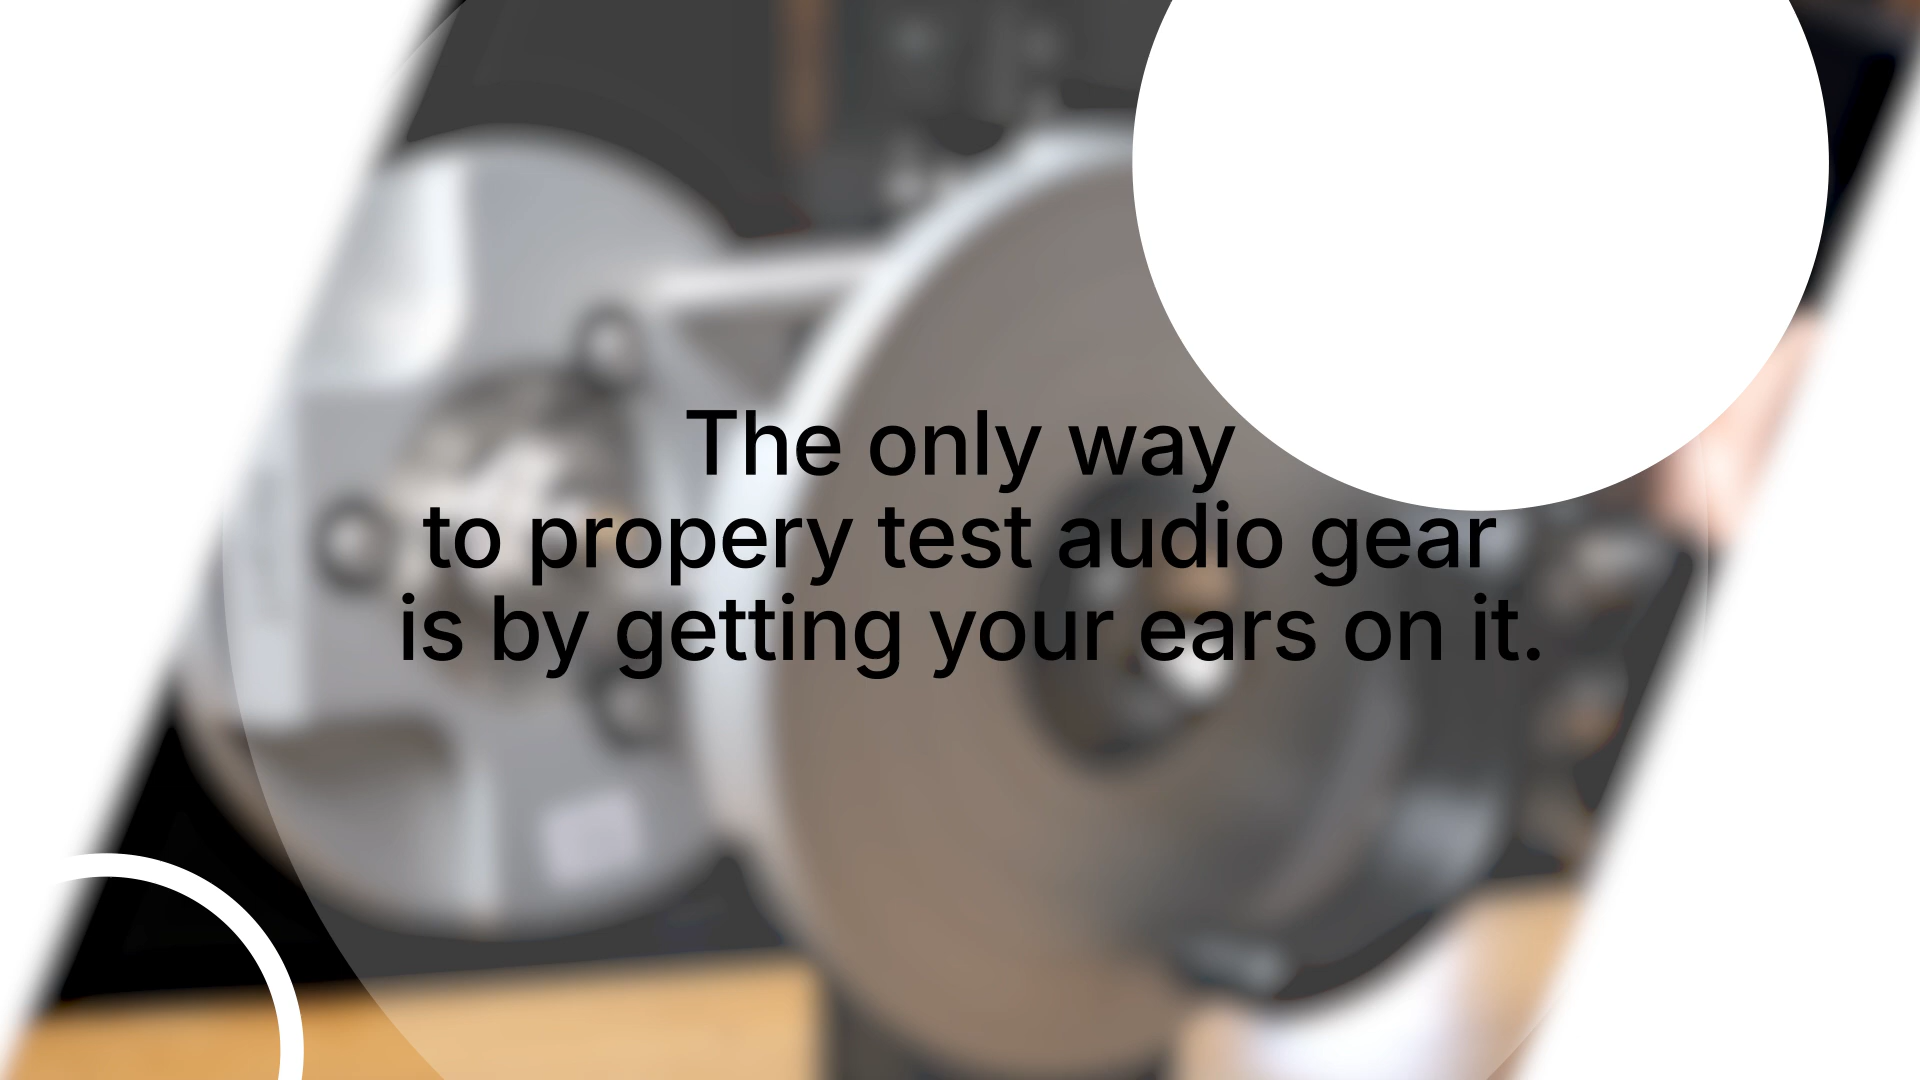 The only way
to propery test audio gear
is by getting your ears on it.